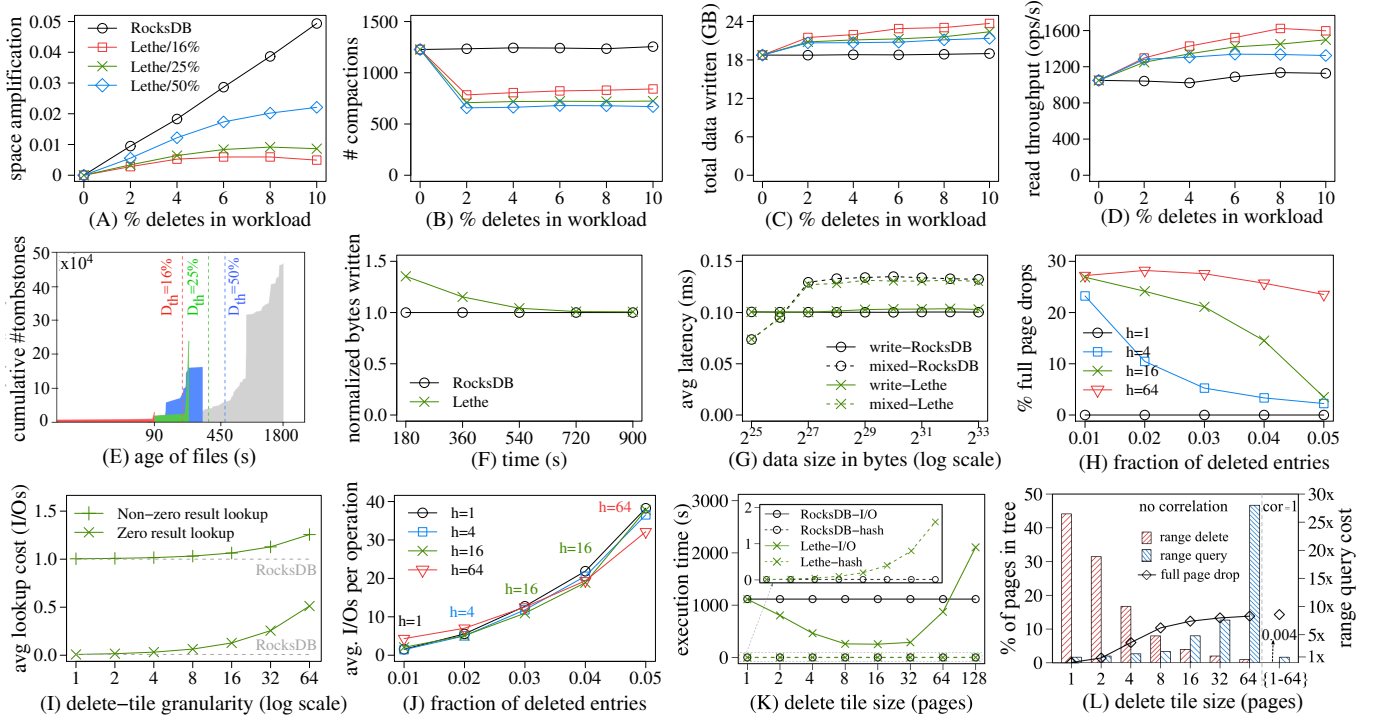 space amplification
0.05
0.04
0.03
0.02
0.01
0
RocksDB
Lethe/16%
Lethe/25%
Lethe/50%
0 2 4 6 8 10
(A) % deletes in workload
# compactions
1500
1000
500
0
0 2 4 6 8 10
(B) % deletes in workload
total data written (GB)
24
18
12
6
0
0 2 4 6 8 10
(C) % deletes in workload
read throughput (ops/s)
1600
1200
800
400
0
0 2 4 6 8 10
(D) % deletes in workload
cumulative #tombstones
50
40
30
20
10
0
x10⁴
D_th=16%
D_th=25%
D_th=50%
90 450 1800
(E) age of files (s)
normalized bytes written
1.5
1.0
0.5
0.0
RocksDB
Lethe
180 360 540 720 900
(F) time (s)
avg latency (ms)
0.15
0.10
0.05
0.00
write−RocksDB
mixed−RocksDB
write−Lethe
mixed−Lethe
2²⁵ 2²⁷ 2²⁹ 2³¹ 2³³
(G) data size in bytes (log scale)
% full page drops
30
20
10
0
h=1
h=4
h=16
h=64
0.01 0.02 0.03 0.04 0.05
(H) fraction of deleted entries
avg lookup cost (I/Os)
1.5
1.0
0.5
0.0
Non−zero result lookup
Zero result lookup
RocksDB
RocksDB
1 2 4 8 16 32 64
(I) delete−tile granularity (log scale)
avg. I/Os per operation
40
30
20
10
0
h=1
h=4
h=16
h=64
h=1
h=4
h=16
h=16
h=64
0.01 0.02 0.03 0.04 0.05
(J) fraction of deleted entries
execution time (s)
3000
2000
1000
0
2
1
0
RocksDB−I/O
RocksDB−hash
Lethe−I/O
Lethe−hash
1 2 4 8 16 32 64 128
(K) delete tile size (pages)
% of pages in tree
50
40
30
20
10
0
no correlation
range delete
range query
full page drop
cor=1
0.004
30x
25x
20x
15x
10x
5x
1x
range query cost
1 2 4 8 16 32 64 {1−64}
(L) delete tile size (pages)